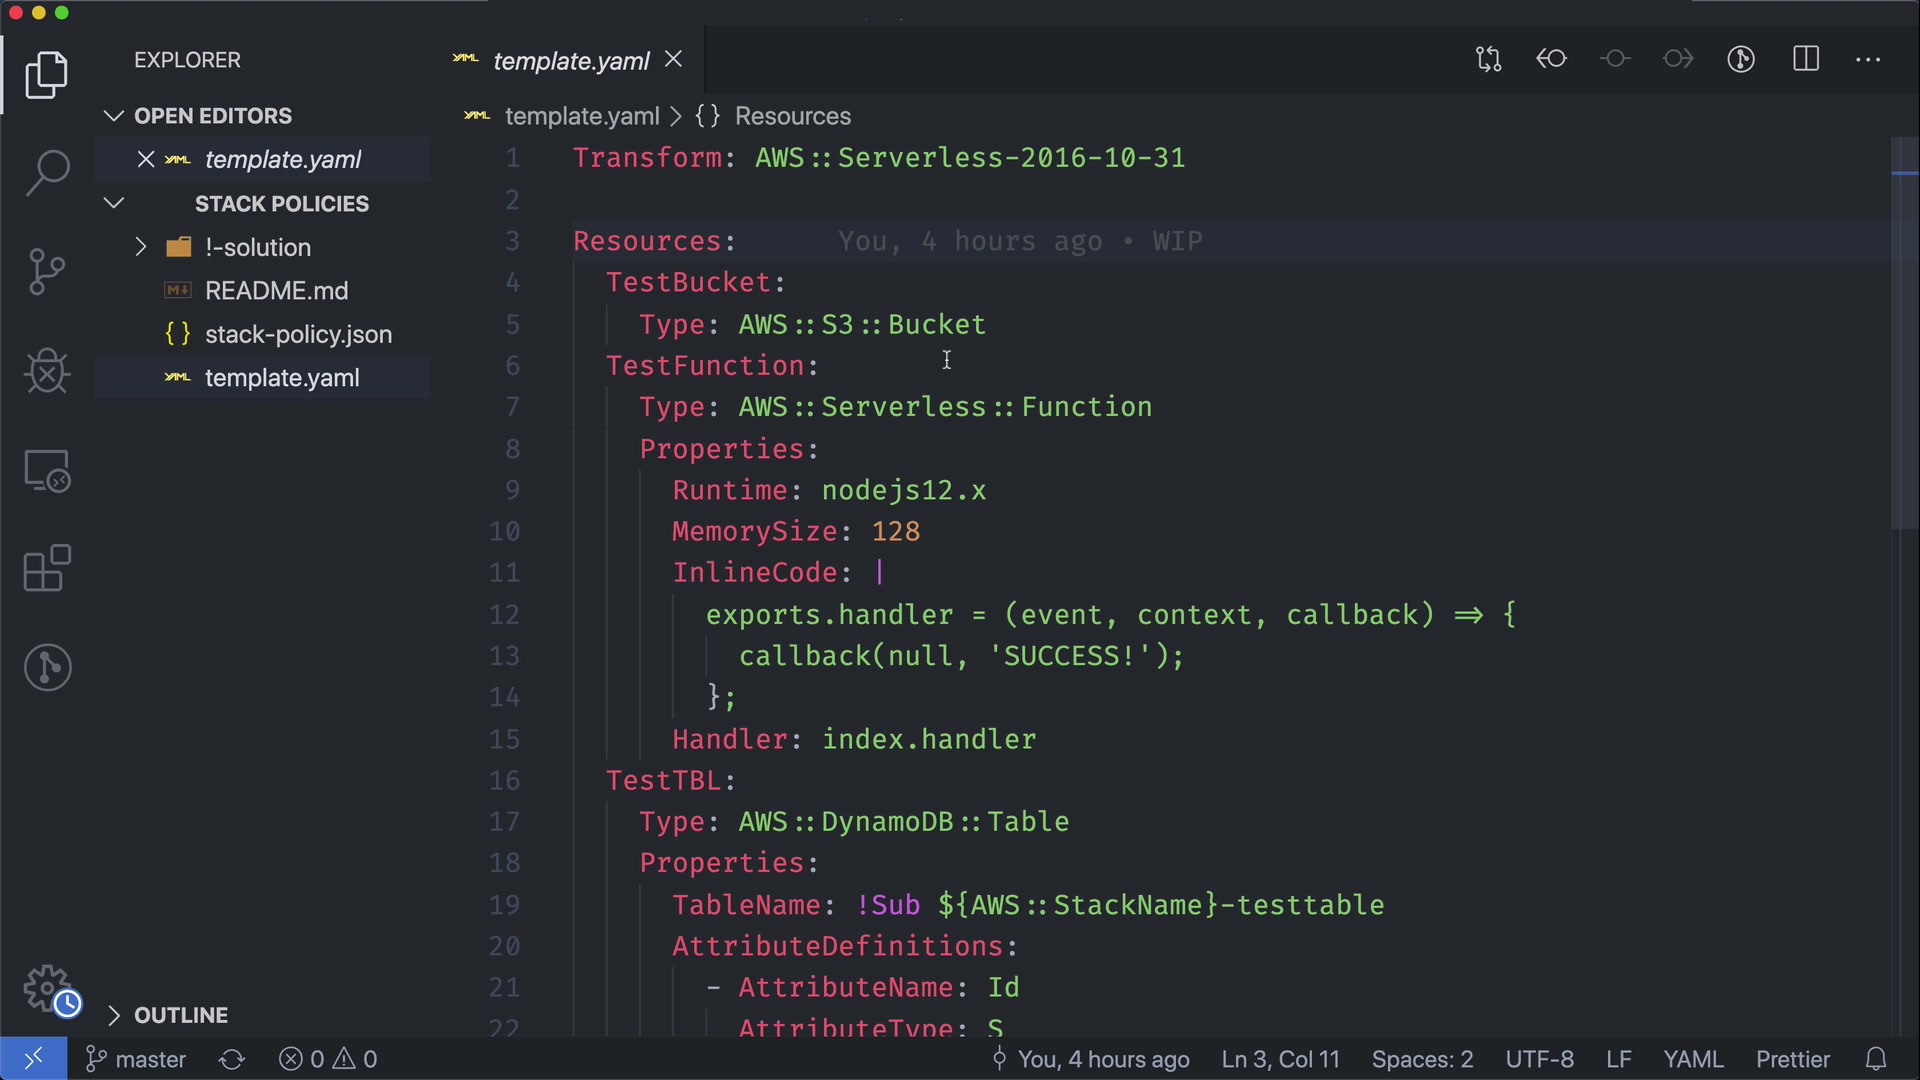 EXPLORER
OPEN EDITORS
template.yaml
STACK POLICIES
!-solution
README.md
stack-policy.json
template.yaml
OUTLINE
template.yaml
template.yaml > {} Resources
1 Transform: AWS::Serverless-2016-10-31
2
3 Resources: You, 4 hours ago • WIP
4 TestBucket:
5 Type: AWS::S3::Bucket
6 TestFunction:
7 Type: AWS::Serverless::Function
8 Properties:
9 Runtime: nodejs12.x
10 MemorySize: 128
11 InlineCode: |
12 exports.handler = (event, context, callback) => {
13 callback(null, 'SUCCESS!');
14 };
15 Handler: index.handler
16 TestTBL:
17 Type: AWS::DynamoDB::Table
18 Properties:
19 TableName: !Sub ${AWS::StackName}-testtable
20 AttributeDefinitions:
21 - AttributeName: Id
22 AttributeType: S
master 0 0 You, 4 hours ago Ln 3, Col 11 Spaces: 2 UTF-8 LF YAML Prettier